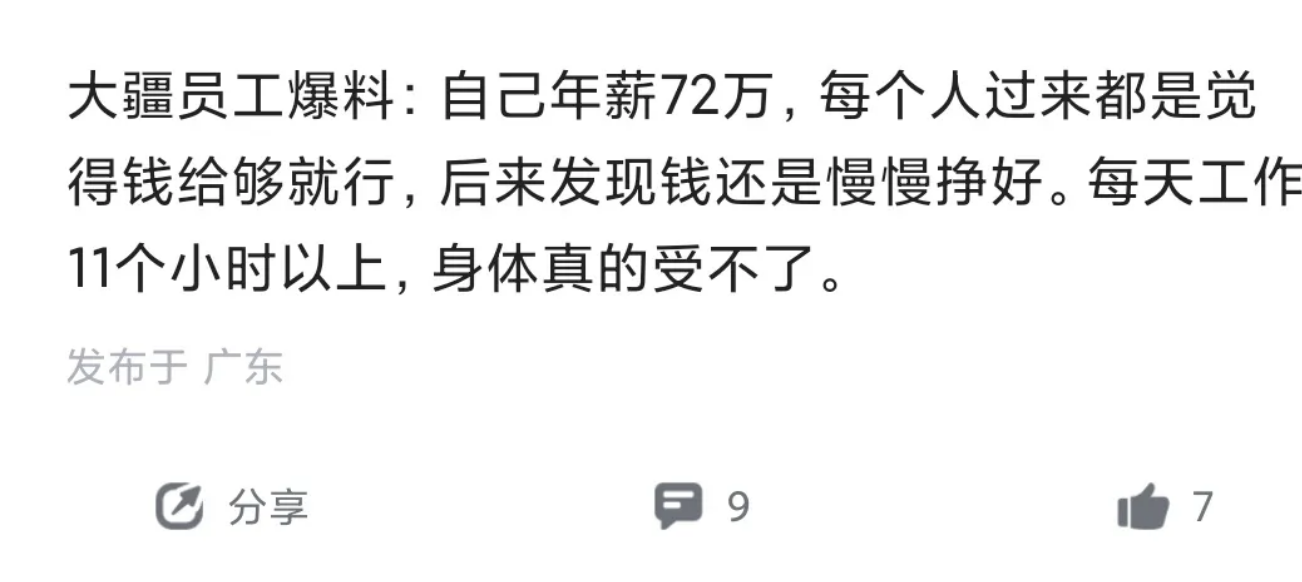 大疆员工爆料：自己年薪72万，每个人过来都是觉
得钱给够就行，后来发现钱还是慢慢挣好。每天工作
11个小时以上，身体真的受不了。
发布于 广东
分享 9 7